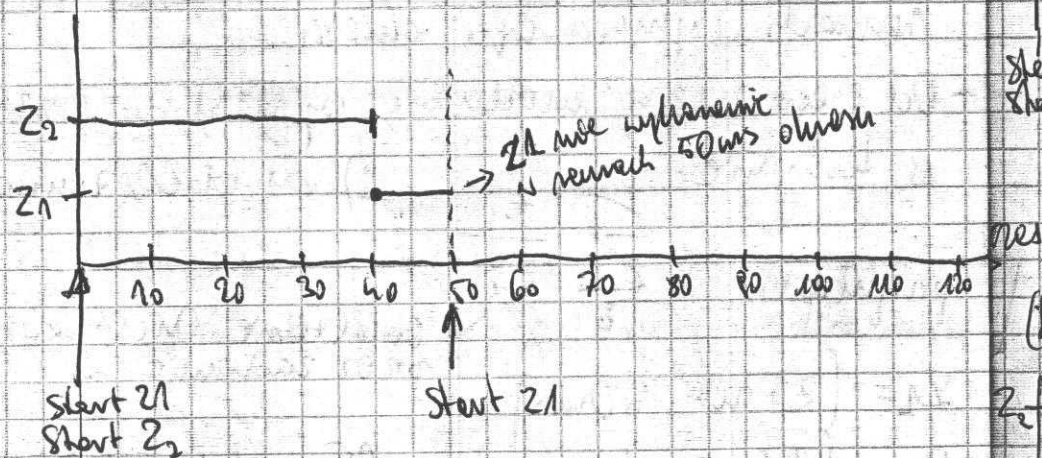 Z₂
Z1 nie wykonanie
w ramach 50ms okresu
Z1
10 20 30 40 50 60 70 80 90 100 110 120
Start Z1
Start Z₂
Start Z1
Z₂